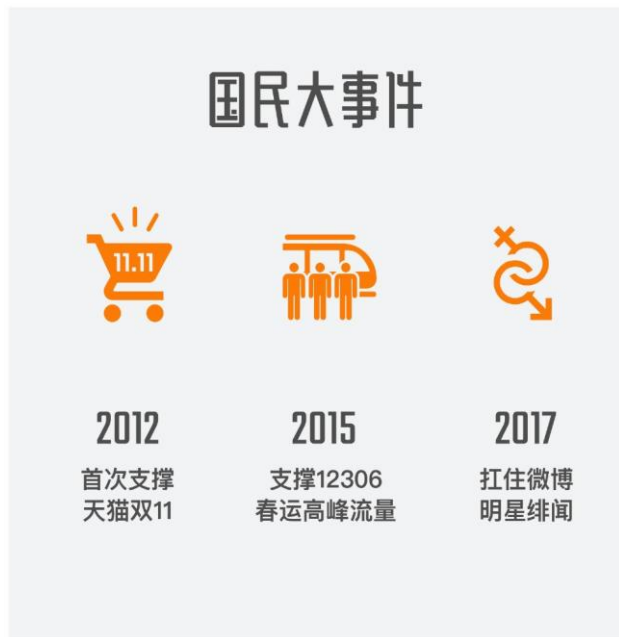 国民大事件
11.11
2012
首次支撑
天猫双11
2015
支撑12306
春运高峰流量
2017
扛住微博
明星绯闻